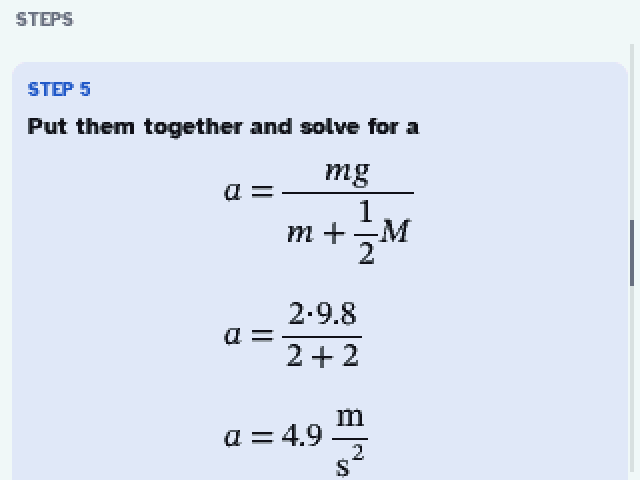 STEPS
STEP 5
Put them together and solve for a
a = mg / (m + 1/2 M)
a = 2·9.8 / (2 + 2)
a = 4.9 m/s²